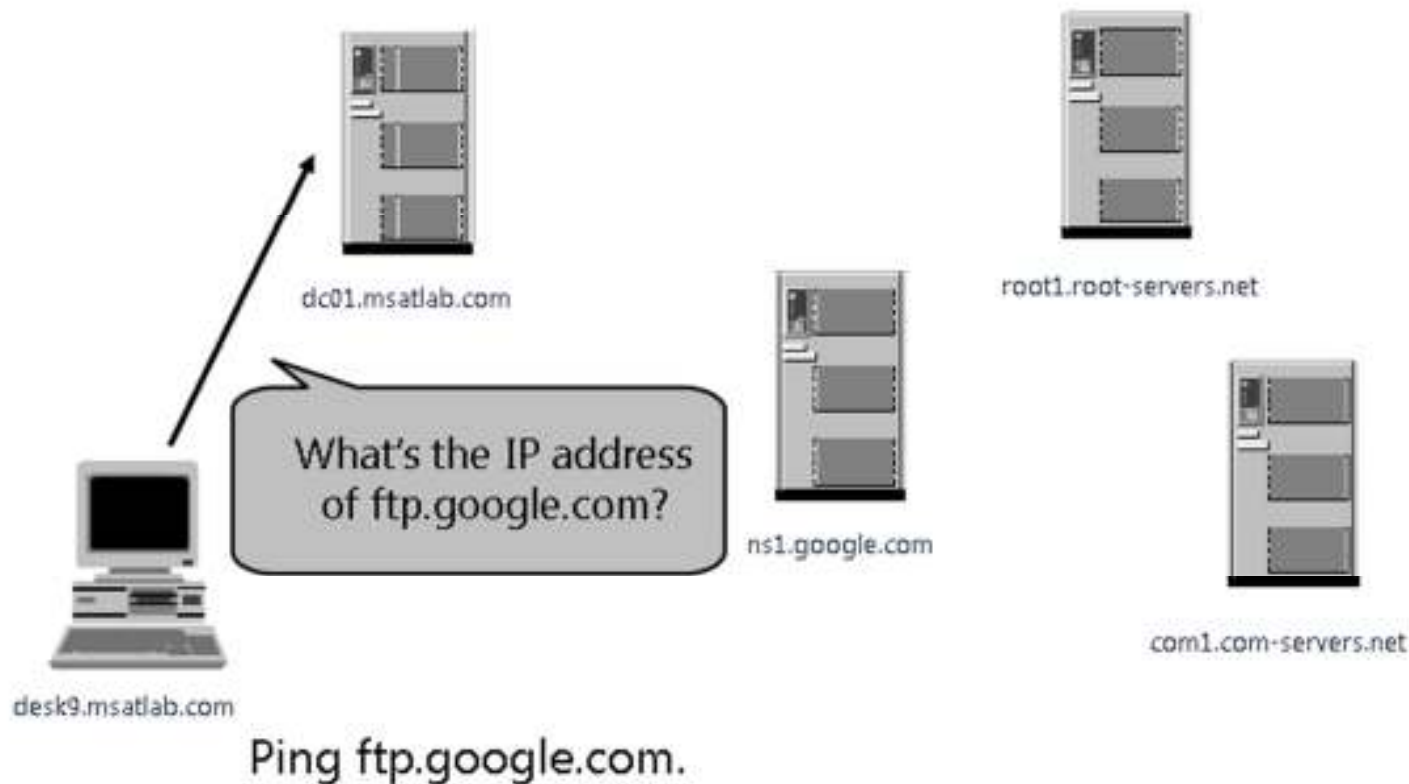 dc01.msatlab.com
root1.root-servers.net
What's the IP address
of ftp.google.com?
ns1.google.com
com1.com-servers.net
desk9.msatlab.com
Ping ftp.google.com.